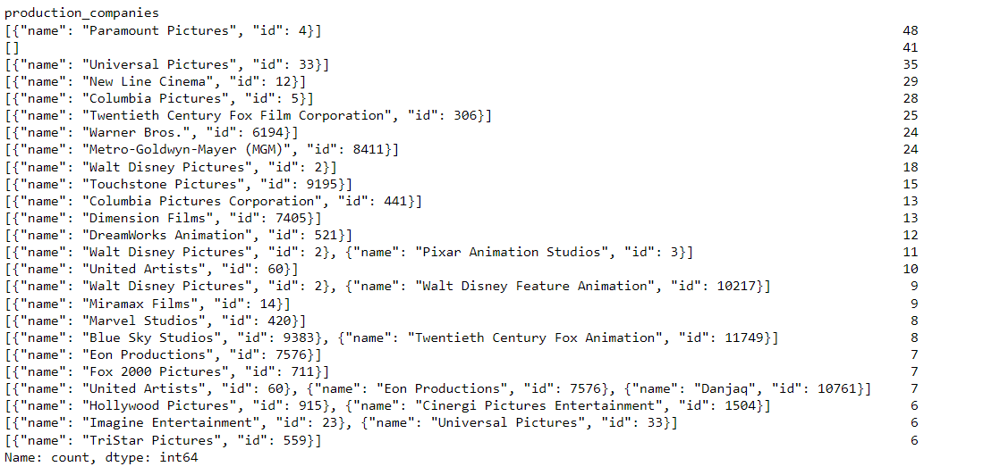 production_companies
[{"name": "Paramount Pictures", "id": 4}] 48
[] 41
[{"name": "Universal Pictures", "id": 33}] 35
[{"name": "New Line Cinema", "id": 12}] 29
[{"name": "Columbia Pictures", "id": 5}] 28
[{"name": "Twentieth Century Fox Film Corporation", "id": 306}] 25
[{"name": "Warner Bros.", "id": 6194}] 24
[{"name": "Metro-Goldwyn-Mayer (MGM)", "id": 8411}] 24
[{"name": "Walt Disney Pictures", "id": 2}] 18
[{"name": "Touchstone Pictures", "id": 9195}] 15
[{"name": "Columbia Pictures Corporation", "id": 441}] 13
[{"name": "Dimension Films", "id": 7405}] 13
[{"name": "DreamWorks Animation", "id": 521}] 12
[{"name": "Walt Disney Pictures", "id": 2}, {"name": "Pixar Animation Studios", "id": 3}] 11
[{"name": "United Artists", "id": 60}] 10
[{"name": "Walt Disney Pictures", "id": 2}, {"name": "Walt Disney Feature Animation", "id": 10217}] 9
[{"name": "Miramax Films", "id": 14}] 9
[{"name": "Marvel Studios", "id": 420}] 8
[{"name": "Blue Sky Studios", "id": 9383}, {"name": "Twentieth Century Fox Animation", "id": 11749}] 8
[{"name": "Eon Productions", "id": 7576}] 7
[{"name": "Fox 2000 Pictures", "id": 711}] 7
[{"name": "United Artists", "id": 60}, {"name": "Eon Productions", "id": 7576}, {"name": "Danjaq", "id": 10761}] 7
[{"name": "Hollywood Pictures", "id": 915}, {"name": "Cinergi Pictures Entertainment", "id": 1504}] 6
[{"name": "Imagine Entertainment", "id": 23}, {"name": "Universal Pictures", "id": 33}] 6
[{"name": "TriStar Pictures", "id": 559}] 6
Name: count, dtype: int64